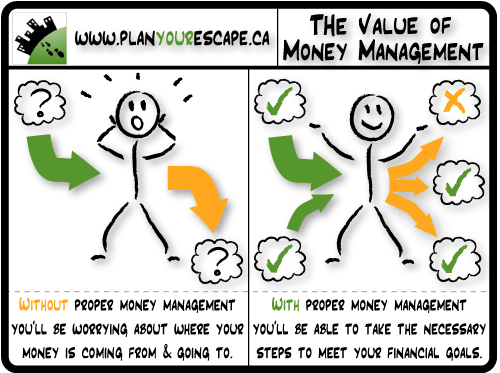 www.planyourescape.ca
The Value of
Money Management
?
?
Without proper money management
you'll be worrying about where your
money is coming from & going to.
With proper money management
you'll be able to take the necessary
steps to meet your financial goals.